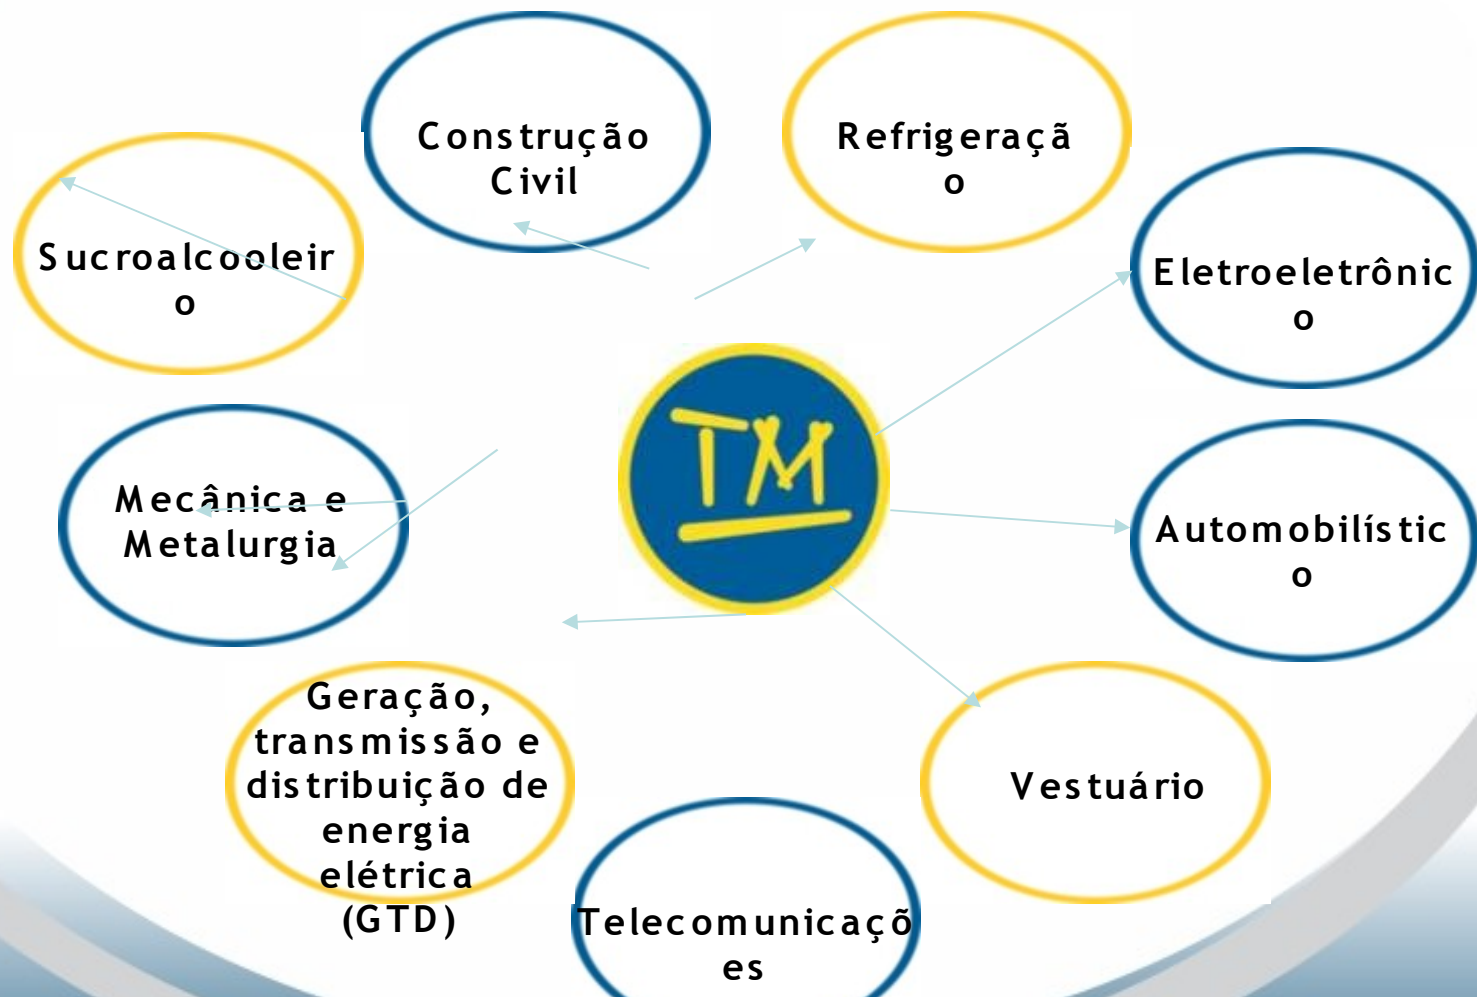 Construção
Civil
Refrigeraçã
o
Sucroalcooleir
o
Eletroeletrônic
o
Mecânica e
Metalurgia
TM
Automobilístic
o
Geração,
transmissão e
distribuição de
energia
elétrica
(GTD)
Vestuário
Telecomunicaçõ
es